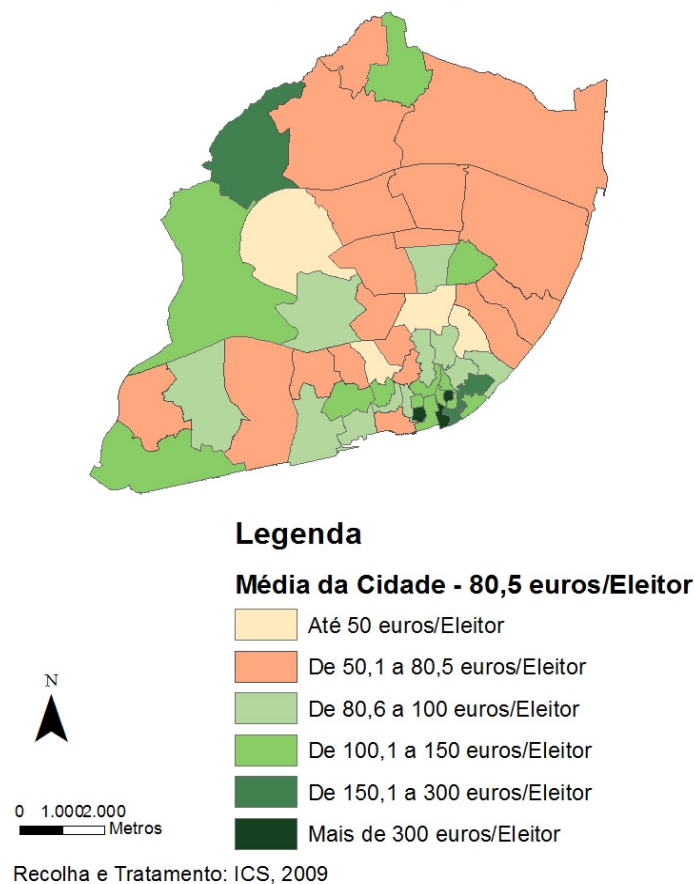 Legenda
Média da Cidade - 80,5 euros/Eleitor
Até 50 euros/Eleitor
De 50,1 a 80,5 euros/Eleitor
De 80,6 a 100 euros/Eleitor
De 100,1 a 150 euros/Eleitor
De 150,1 a 300 euros/Eleitor
Mais de 300 euros/Eleitor
N
0 1.0002.000
Metros
Recolha e Tratamento: ICS, 2009